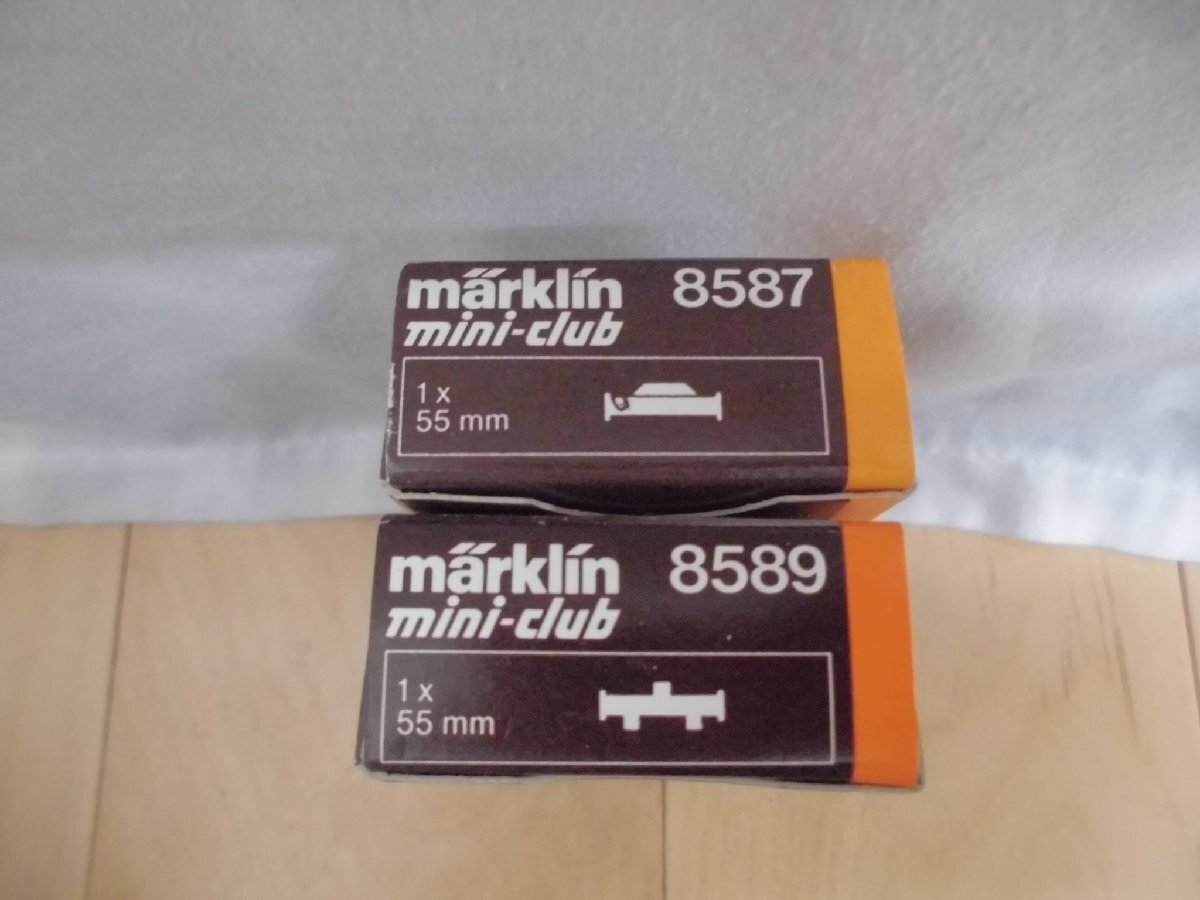 märklin 8587
mini-club
1 x
55 mm
märklin 8589
mini-club
1 x
55 mm